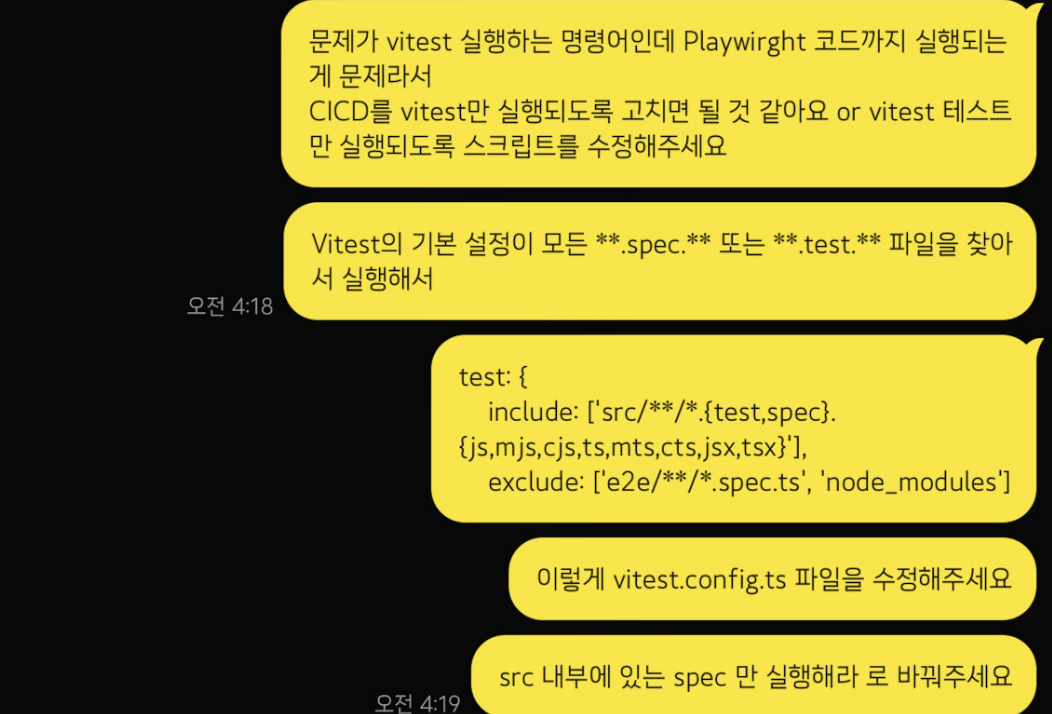 문제가 vitest 실행하는 명령어인데 Playwirght 코드까지 실행되는
게 문제라서
CICD를 vitest만 실행되도록 고치면 될 것 같아요 or vitest 테스트
만 실행되도록 스크립트를 수정해주세요
Vitest의 기본 설정이 모든 **.spec.** 또는 **.test.** 파일을 찾아
서 실행해서
오전 4:18
test: {
    include: ['src/**/*.{test,spec}.
{js,mjs,cjs,ts,mts,cts,jsx,tsx}'],
    exclude: ['e2e/**/*.spec.ts', 'node_modules']
이렇게 vitest.config.ts 파일을 수정해주세요
src 내부에 있는 spec 만 실행해라 로 바꿔주세요
오전 4:19